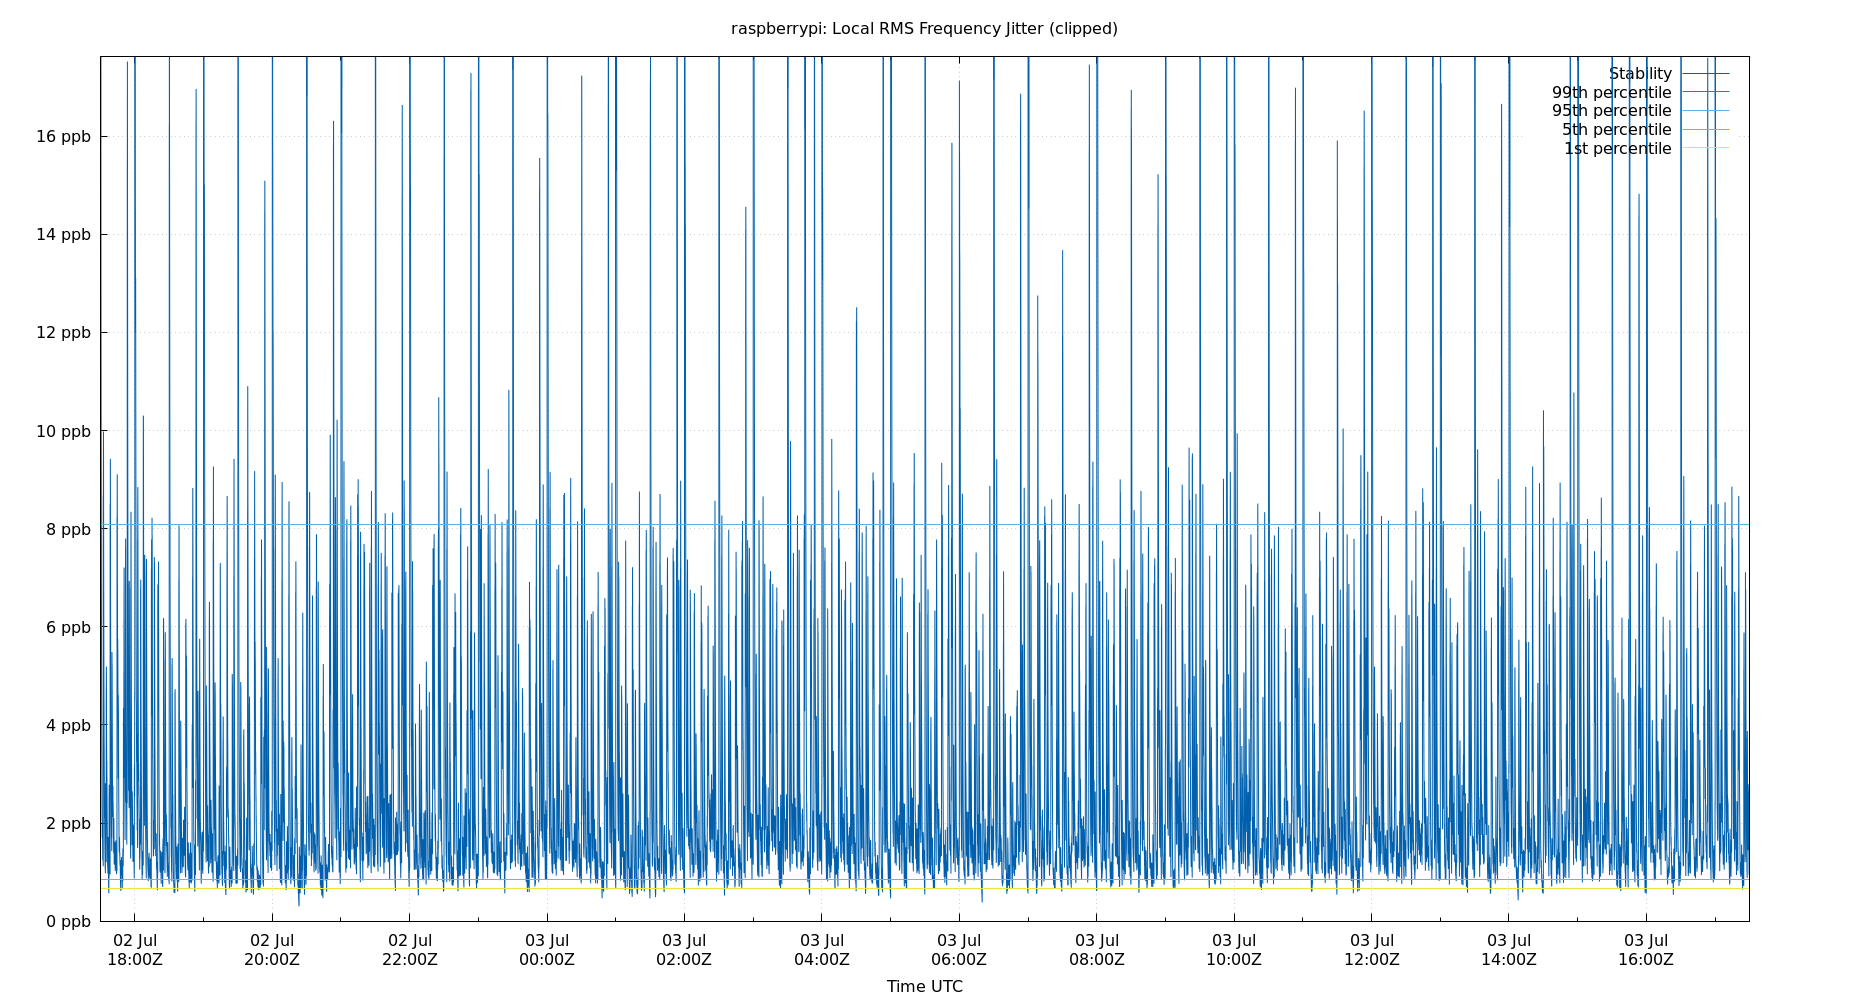 raspberrypi: Local RMS Frequency Jitter (clipped)
Stability
99th percentile
95th percentile
5th percentile
1st percentile
16 ppb
14 ppb
12 ppb
10 ppb
8 ppb
6 ppb
4 ppb
2 ppb
0 ppb
02 Jul 02 Jul 02 Jul 03 Jul 03 Jul 03 Jul 03 Jul 03 Jul 03 Jul 03 Jul 03 Jul 03 Jul
18:00Z 20:00Z 22:00Z 00:00Z 02:00Z 04:00Z 06:00Z 08:00Z 10:00Z 12:00Z 14:00Z 16:00Z
Time UTC